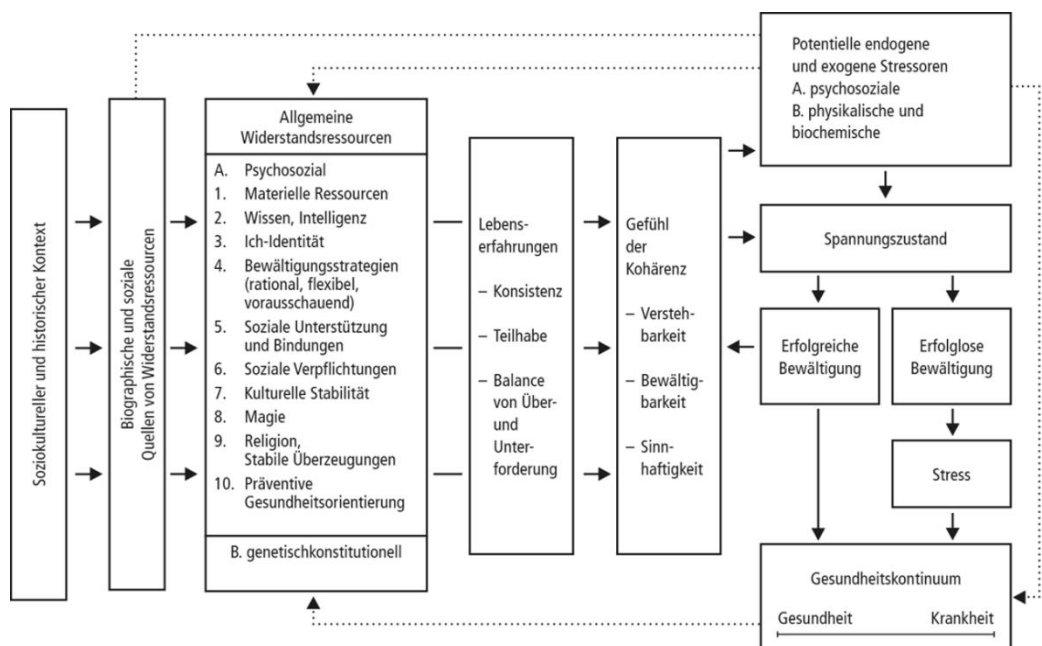 Soziokultureller und historischer Kontext
Biographische und soziale
Quellen von Widerstandsressourcen
Allgemeine
Widerstandsressourcen
A. Psychosozial
1. Materielle Ressourcen
2. Wissen, Intelligenz
3. Ich-Identität
4. Bewältigungsstrategien
(rational, flexibel,
vorausschauend)
5. Soziale Unterstützung
und Bindungen
6. Soziale Verpflichtungen
7. Kulturelle Stabilität
8. Magie
9. Religion,
Stabile Überzeugungen
10. Präventive
Gesundheitsorientierung
B. genetischkonstitutionell
Lebens-
erfahrungen
– Konsistenz
– Teilhabe
– Balance
von Über-
und
Unter-
forderung
Gefühl
der
Kohärenz
– Versteh-
barkeit
– Bewältig-
barkeit
– Sinn-
haftigkeit
Potentielle endogene
und exogene Stressoren
A. psychosoziale
B. physikalische und
biochemische
Spannungszustand
Erfolgreiche
Bewältigung
Erfolglose
Bewältigung
Stress
Gesundheitskontinuum
Gesundheit Krankheit